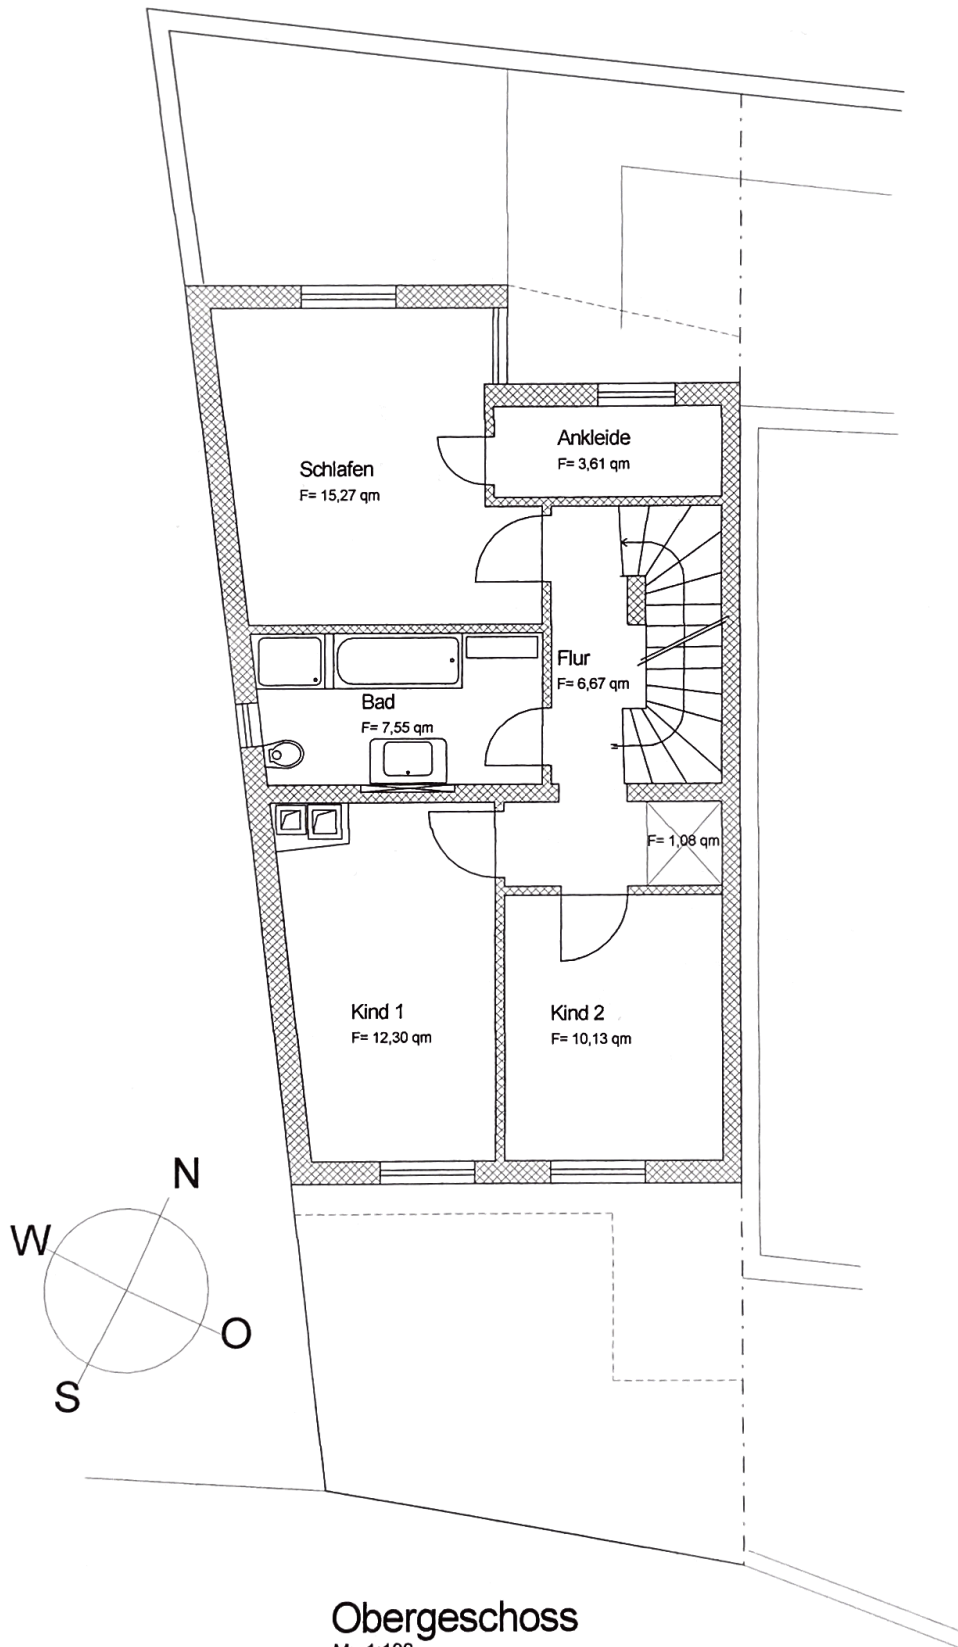 Ankleide
F= 3,61 qm
Schlafen
F= 15,27 qm
Flur
F= 6,67 qm
Bad
F= 7,55 qm
F= 1,08 qm
Kind 1
F= 12,30 qm
Kind 2
F= 10,13 qm
N
W
O
S
Obergeschoss